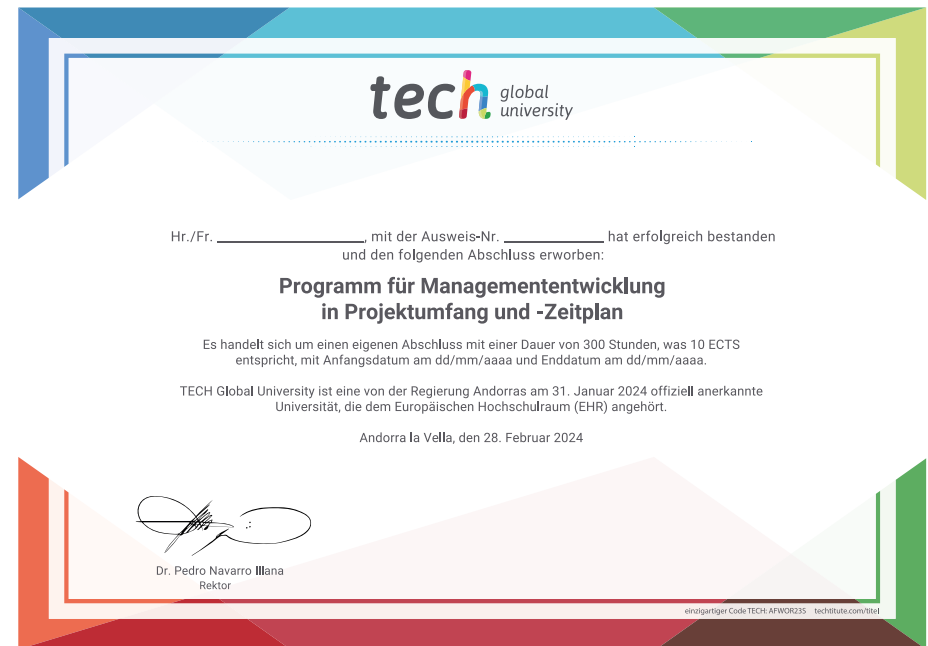 tech global university
Hr./Fr. ____________________, mit der Ausweis-Nr. ______________ hat erfolgreich bestanden
und den folgenden Abschluss erworben:
Programm für Managemententwicklung
in Projektumfang und -Zeitplan
Es handelt sich um einen eigenen Abschluss mit einer Dauer von 300 Stunden, was 10 ECTS
entspricht, mit Anfangsdatum am dd/mm/aaaa und Enddatum am dd/mm/aaaa.
TECH Global University ist eine von der Regierung Andorras am 31. Januar 2024 offiziell anerkannte
Universität, die dem Europäischen Hochschulraum (EHR) angehört.
Andorra la Vella, den 28. Februar 2024
Dr. Pedro Navarro Illana
Rektor
einzigartiger Code TECH: AFWOR23S techtitute.com/titel